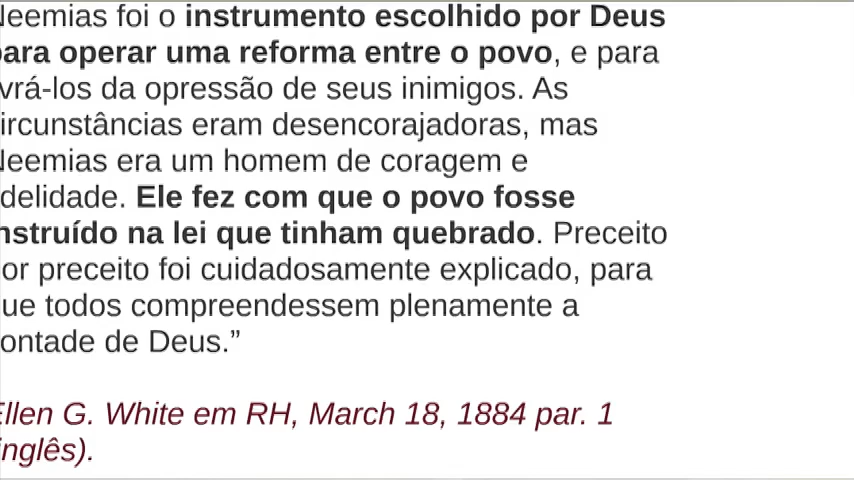 Neemias foi o instrumento escolhido por Deus
para operar uma reforma entre o povo, e para
livrá-los da opressão de seus inimigos. As
circunstâncias eram desencorajadoras, mas
Neemias era um homem de coragem e
fidelidade. Ele fez com que o povo fosse
instruído na lei que tinham quebrado. Preceito
por preceito foi cuidadosamente explicado, para
que todos compreendessem plenamente a
vontade de Deus.”
Ellen G. White em RH, March 18, 1884 par. 1
inglês).